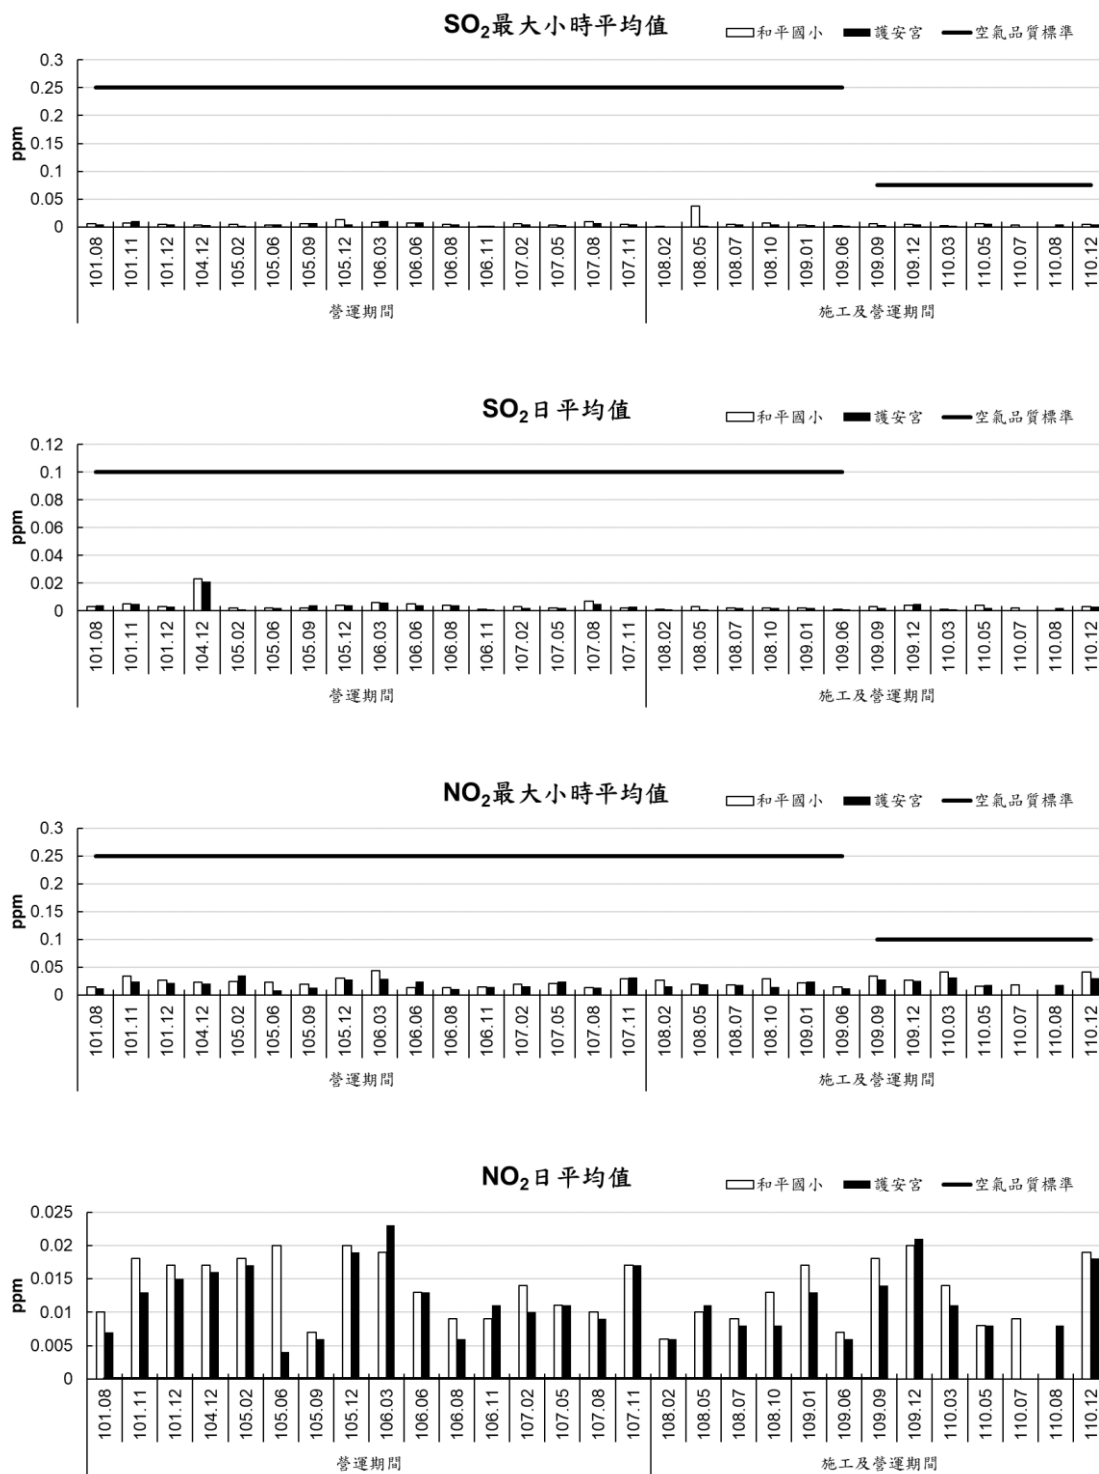 SO₂最大小時平均值
和平國小 護安宮 空氣品質標準
0.3
0.25
0.2
0.15
0.1
0.05
0
ppm
101.08 101.11 101.12 104.12 105.02 105.06 105.09 105.12 106.03 106.06 106.08 106.11 107.02 107.05 107.08 107.11 108.02 108.05 108.07 108.10 109.01 109.06 109.09 109.12 110.03 110.05 110.07 110.08 110.12
營運期間 施工及營運期間
SO₂日平均值
和平國小 護安宮 空氣品質標準
0.12
0.1
0.08
0.06
0.04
0.02
0
ppm
101.08 101.11 101.12 104.12 105.02 105.06 105.09 105.12 106.03 106.06 106.08 106.11 107.02 107.05 107.08 107.11 108.02 108.05 108.07 108.10 109.01 109.06 109.09 109.12 110.03 110.05 110.07 110.08 110.12
營運期間 施工及營運期間
NO₂最大小時平均值
和平國小 護安宮 空氣品質標準
0.3
0.25
0.2
0.15
0.1
0.05
0
ppm
101.08 101.11 101.12 104.12 105.02 105.06 105.09 105.12 106.03 106.06 106.08 106.11 107.02 107.05 107.08 107.11 108.02 108.05 108.07 108.10 109.01 109.06 109.09 109.12 110.03 110.05 110.07 110.08 110.12
營運期間 施工及營運期間
NO₂日平均值
和平國小 護安宮 空氣品質標準
0.025
0.02
0.015
0.01
0.005
0
ppm
101.08 101.11 101.12 104.12 105.02 105.06 105.09 105.12 106.03 106.06 106.08 106.11 107.02 107.05 107.08 107.11 108.02 108.05 108.07 108.10 109.01 109.06 109.09 109.12 110.03 110.05 110.07 110.08 110.12
營運期間 施工及營運期間